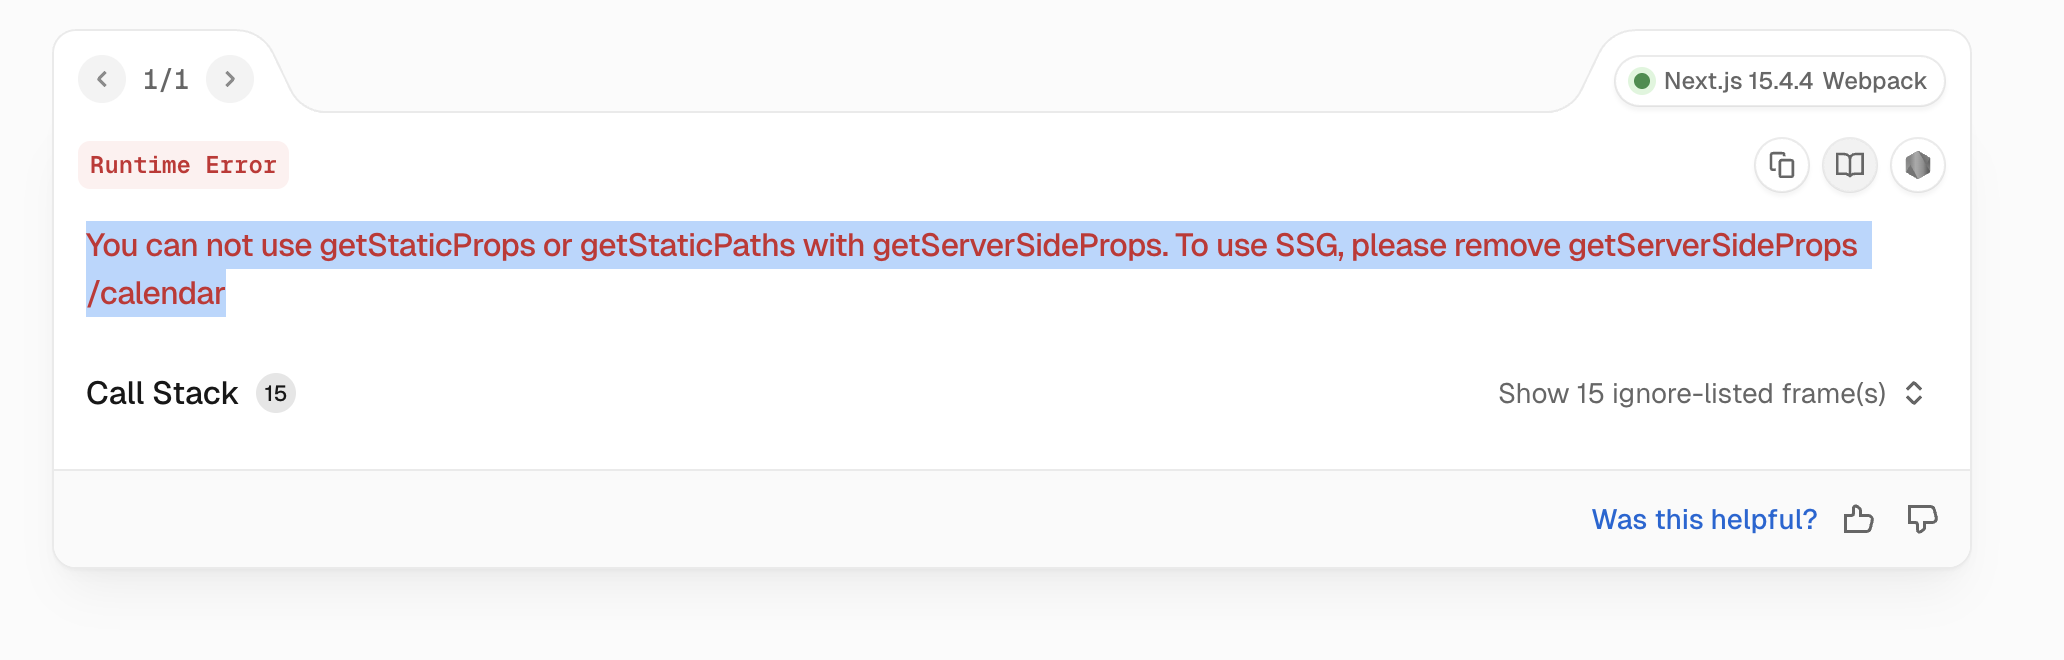 1/1
Next.js 15.4.4 Webpack
Runtime Error
You can not use getStaticProps or getStaticPaths with getServerSideProps. To use SSG, please remove getServerSideProps
/calendar
Call Stack 15
Show 15 ignore-listed frame(s)
Was this helpful?